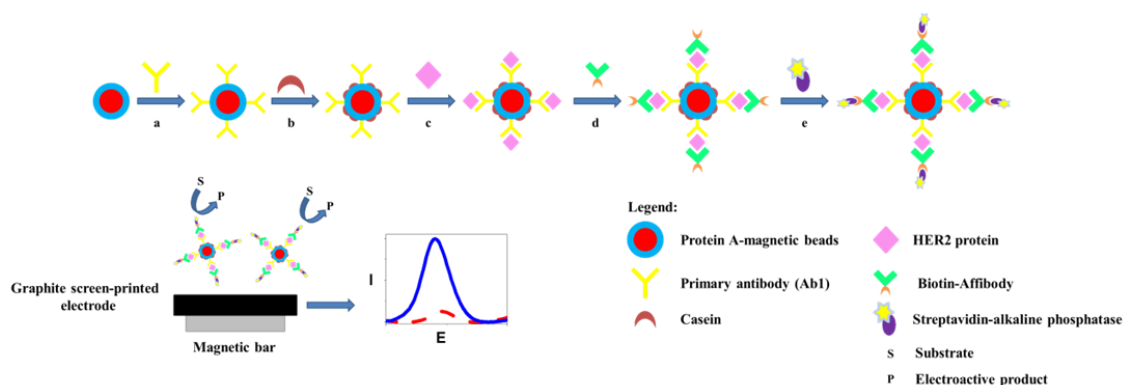 a
b
c
d
e
S
P
S
P
Graphite screen-printed
electrode
Magnetic bar
I
E
Legend:
Protein A-magnetic beads
Primary antibody (Ab1)
Casein
HER2 protein
Biotin-Affibody
Streptavidin-alkaline phosphatase
S Substrate
P Electroactive product